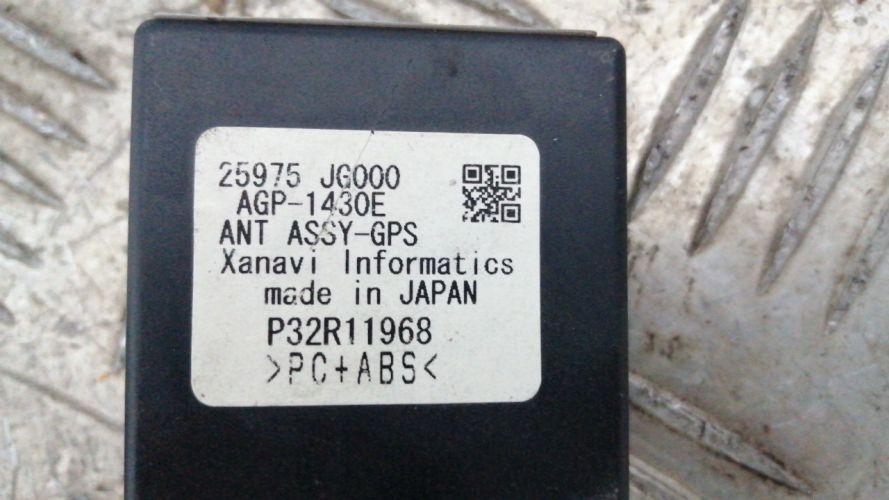 25975 JG000
AGP-1430E
ANT ASSY-GPS
Xanavi Informatics
made in JAPAN
P32R11968
>PC+ABS<